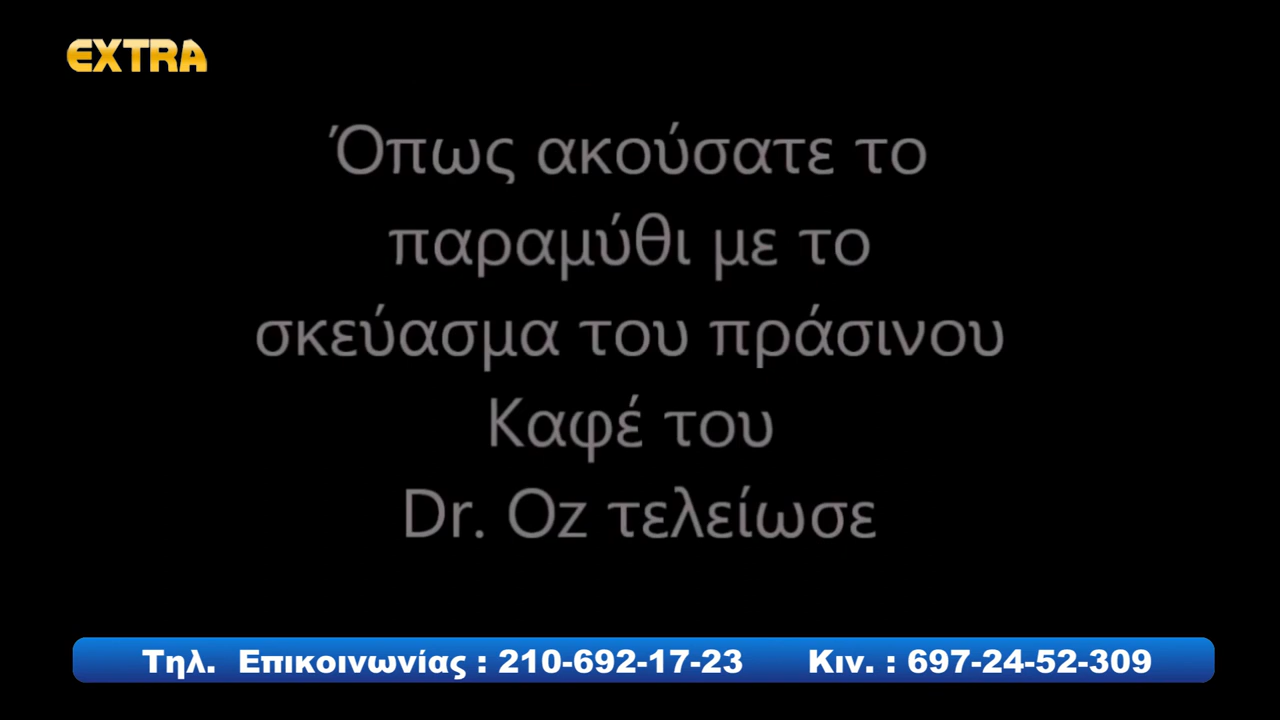 EXTRA
Όπως ακούσατε το
παραμύθι με το
σκεύασμα του πράσινου
Καφέ του
Dr. Oz τελείωσε
Τηλ. Επικοινωνίας : 210-692-17-23 Κιν. : 697-24-52-309